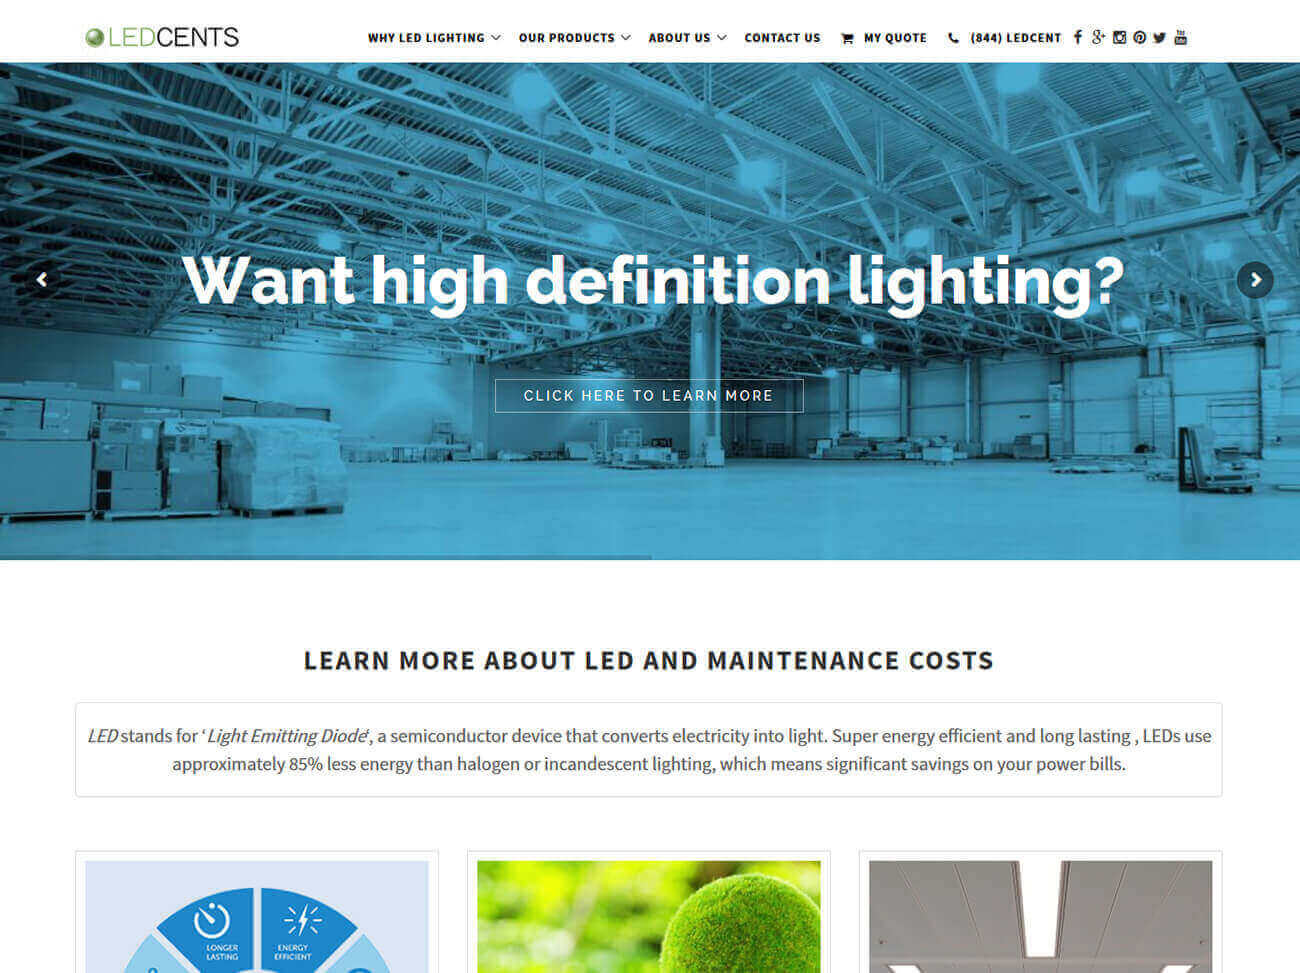 LEDCENTS
WHY LED LIGHTING OUR PRODUCTS ABOUT US CONTACT US MY QUOTE (844) LEDCENT
Want high definition lighting?
CLICK HERE TO LEARN MORE
LEARN MORE ABOUT LED AND MAINTENANCE COSTS
LED stands for ‘Light Emitting Diode‘, a semiconductor device that converts electricity into light. Super energy efficient and long lasting , LEDs use
approximately 85% less energy than halogen or incandescent lighting, which means significant savings on your power bills.
LONGER
LASTING
ENERGY
EFFICIENT